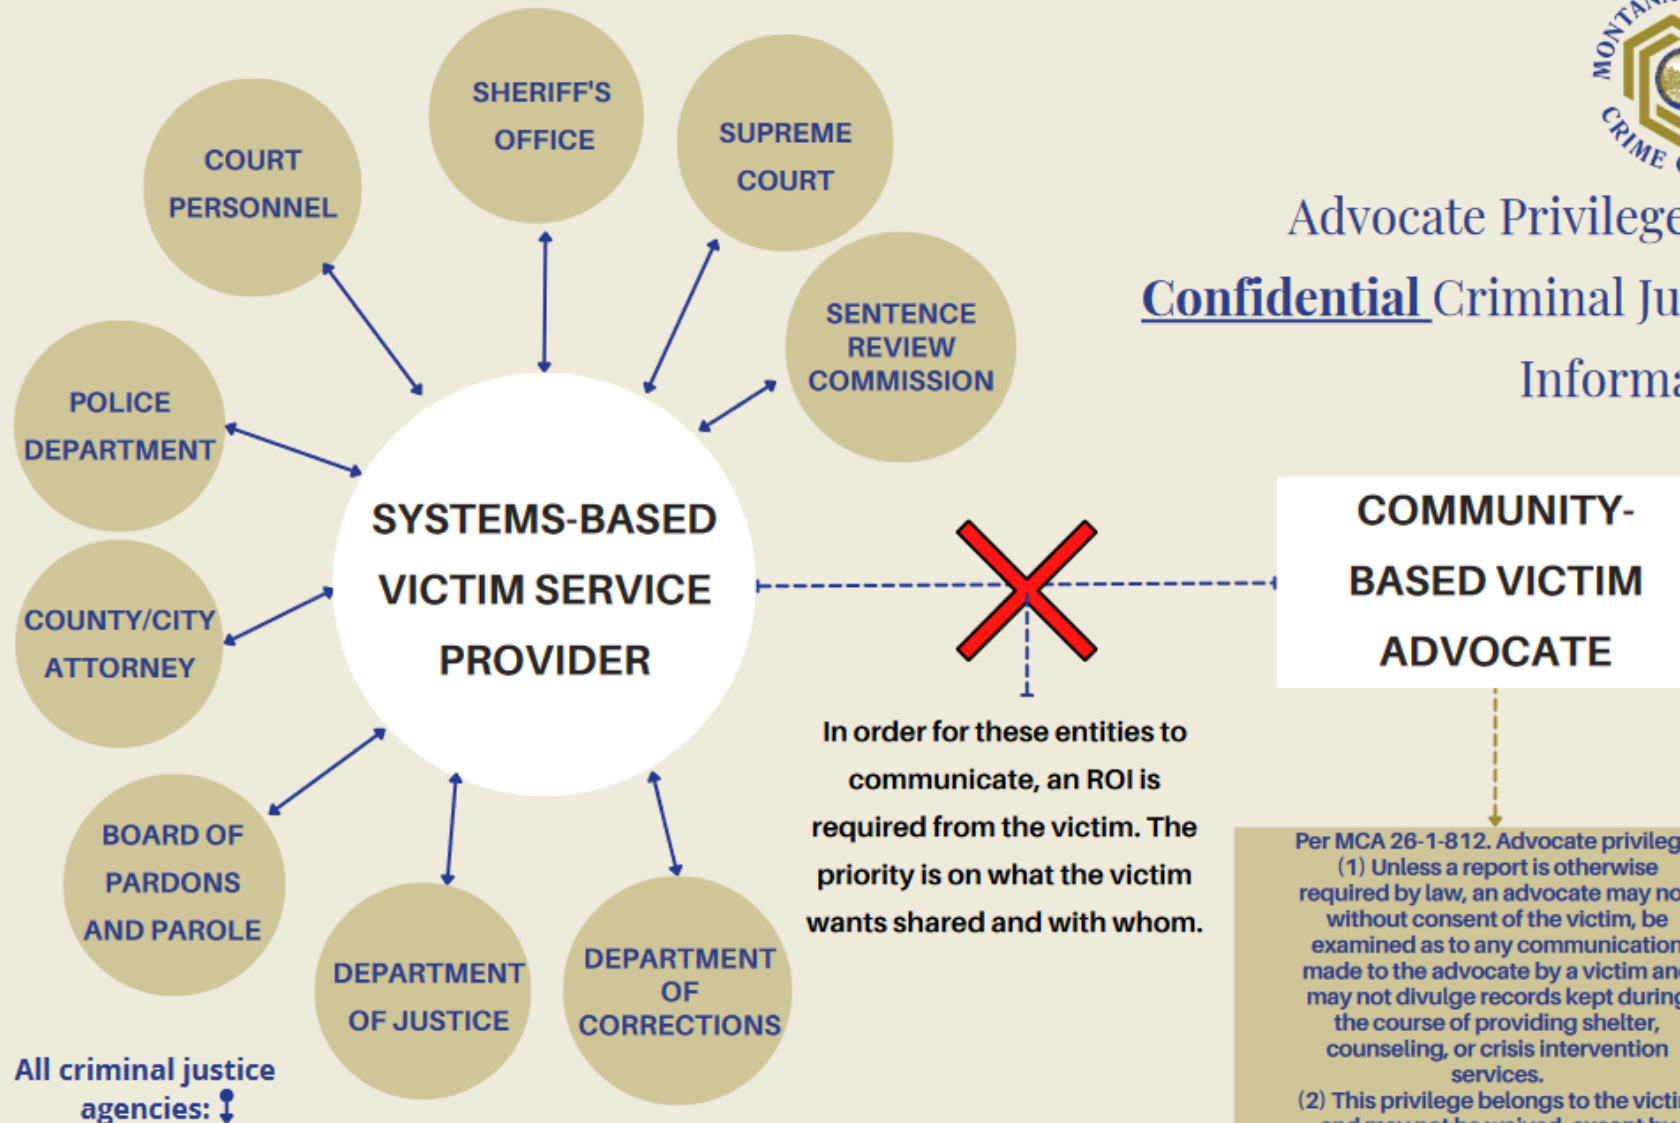 SHERIFF'S
OFFICE
COURT
PERSONNEL
SUPREME
COURT
SENTENCE
REVIEW
COMMISSION
POLICE
DEPARTMENT
COUNTY/CITY
ATTORNEY
BOARD OF
PARDONS
AND PAROLE
DEPARTMENT
OF JUSTICE
DEPARTMENT
OF
CORRECTIONS
SYSTEMS-BASED
VICTIM SERVICE
PROVIDER
All criminal justice
agencies:
In order for these entities to
communicate, an ROI is
required from the victim. The
priority is on what the victim
wants shared and with whom.
MONTANA
CRIME
Advocate Privilege
Confidential Criminal
COMMUNITY-
BASED VICTIM
ADVOCATE
Per MCA 26-1-812. Advocate
(1) Unless a report is otherwise
required by law, an advocate may
without consent of the victim, be
examined as to any communication
made to the advocate by a victim
may not divulge records kept during
the course of providing shelter,
counseling, or crisis intervention
services.
(2) This privilege belongs to the